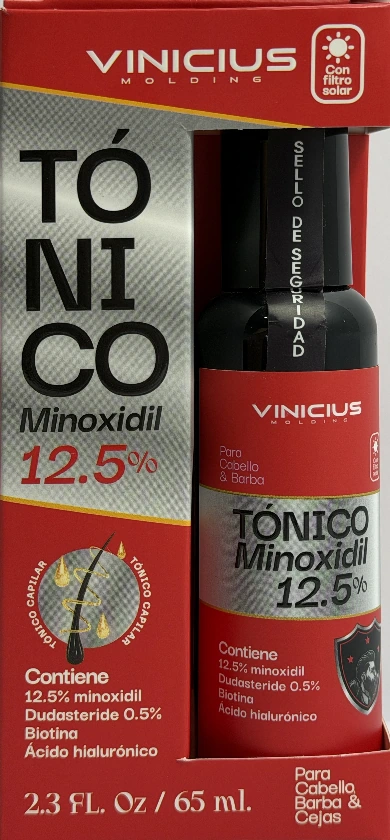 VINICIUS
MOLDING
Con
filtro
solar
TÓ
NI
CO
Minoxidil
12.5%
TÓNICO CAPILAR
TÓNICO CAPILAR
Contiene
12.5% minoxidil
Dudasteride 0.5%
Biotina
Ácido hialurónico
2.3 FL. Oz / 65 ml.
SELLO DE SEGRIDAD
VINICIUS
MOLDING
Para
Cabello
& Barba
TÓNICO
Minoxidil
12.5%
Contiene
12.5% minoxidil
Dudasteride 0.5%
Biotina
Ácido hialurónico
Para
Cabello
Barba &
Cejas